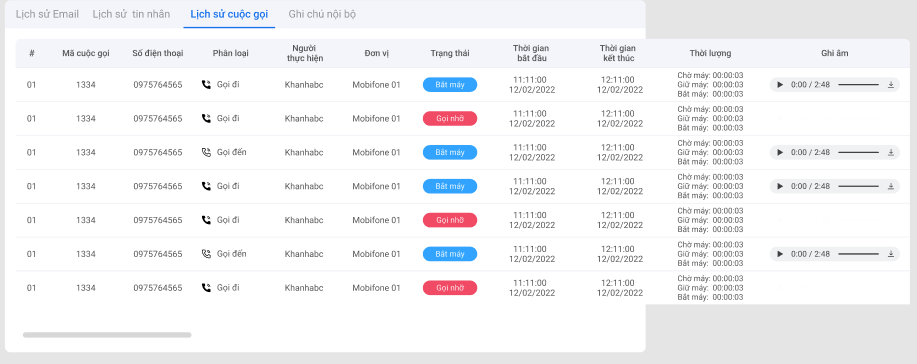 Lịch sử Email Lịch sử tin nhắn Lịch sử cuộc gọi Ghi chú nội bộ
# Mã cuộc gọi Số điện thoại Phân loại Người thực hiện Đơn vị Trạng thái Thời gian bắt đầu Thời gian kết thúc Thời lượng Ghi âm
01 1334 0975764565 Gọi đi Khanhabc Mobifone 01 Bắt máy 11:11:00 12/02/2022 12:11:00 12/02/2022 Chờ máy: 00:00:03 Giữ máy: 00:00:03 Bắt máy: 00:00:03 0:00 / 2:48
01 1334 0975764565 Gọi đi Khanhabc Mobifone 01 Gọi nhỡ 11:11:00 12/02/2022 12:11:00 12/02/2022 Chờ máy: 00:00:03 Giữ máy: 00:00:03 Bắt máy: 00:00:03
01 1334 0975764565 Gọi đến Khanhabc Mobifone 01 Bắt máy 11:11:00 12/02/2022 12:11:00 12/02/2022 Chờ máy: 00:00:03 Giữ máy: 00:00:03 Bắt máy: 00:00:03 0:00 / 2:48
01 1334 0975764565 Gọi đi Khanhabc Mobifone 01 Bắt máy 11:11:00 12/02/2022 12:11:00 12/02/2022 Chờ máy: 00:00:03 Giữ máy: 00:00:03 Bắt máy: 00:00:03 0:00 / 2:48
01 1334 0975764565 Gọi đi Khanhabc Mobifone 01 Gọi nhỡ 11:11:00 12/02/2022 12:11:00 12/02/2022 Chờ máy: 00:00:03 Giữ máy: 00:00:03 Bắt máy: 00:00:03
01 1334 0975764565 Gọi đến Khanhabc Mobifone 01 Bắt máy 11:11:00 12/02/2022 12:11:00 12/02/2022 Chờ máy: 00:00:03 Giữ máy: 00:00:03 Bắt máy: 00:00:03 0:00 / 2:48
01 1334 0975764565 Gọi đi Khanhabc Mobifone 01 Gọi nhỡ 11:11:00 12/02/2022 12:11:00 12/02/2022 Chờ máy: 00:00:03 Giữ máy: 00:00:03 Bắt máy: 00:00:03